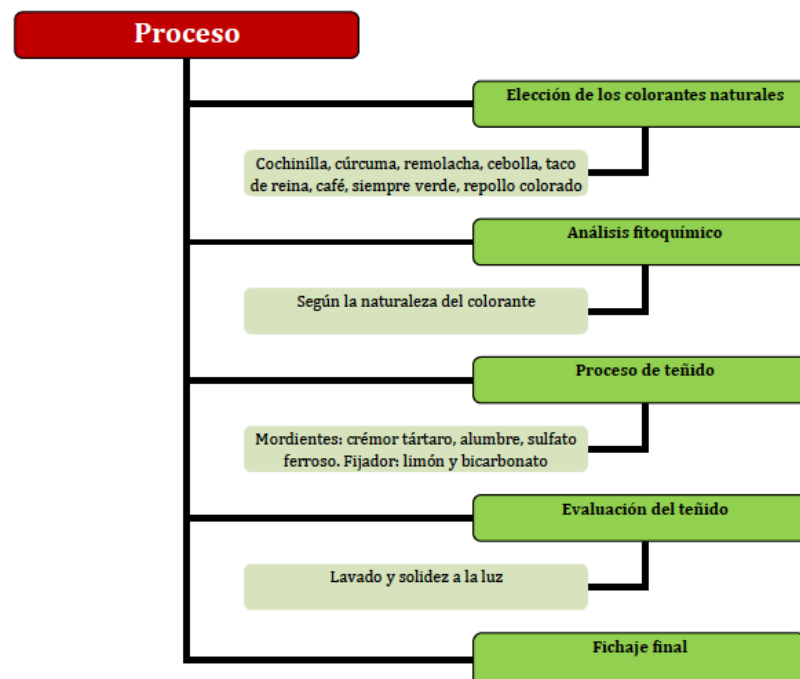 Proceso
Elección de los colorantes naturales
Cochinilla, cúrcuma, remolacha, cebolla, taco
de reina, café, siempre verde, repollo colorado
Análisis fitoquímico
Según la naturaleza del colorante
Proceso de teñido
Mordientes: crémor tártaro, alumbre, sulfato
ferroso. Fijador: limón y bicarbonato
Evaluación del teñido
Lavado y solidez a la luz
Fichaje final